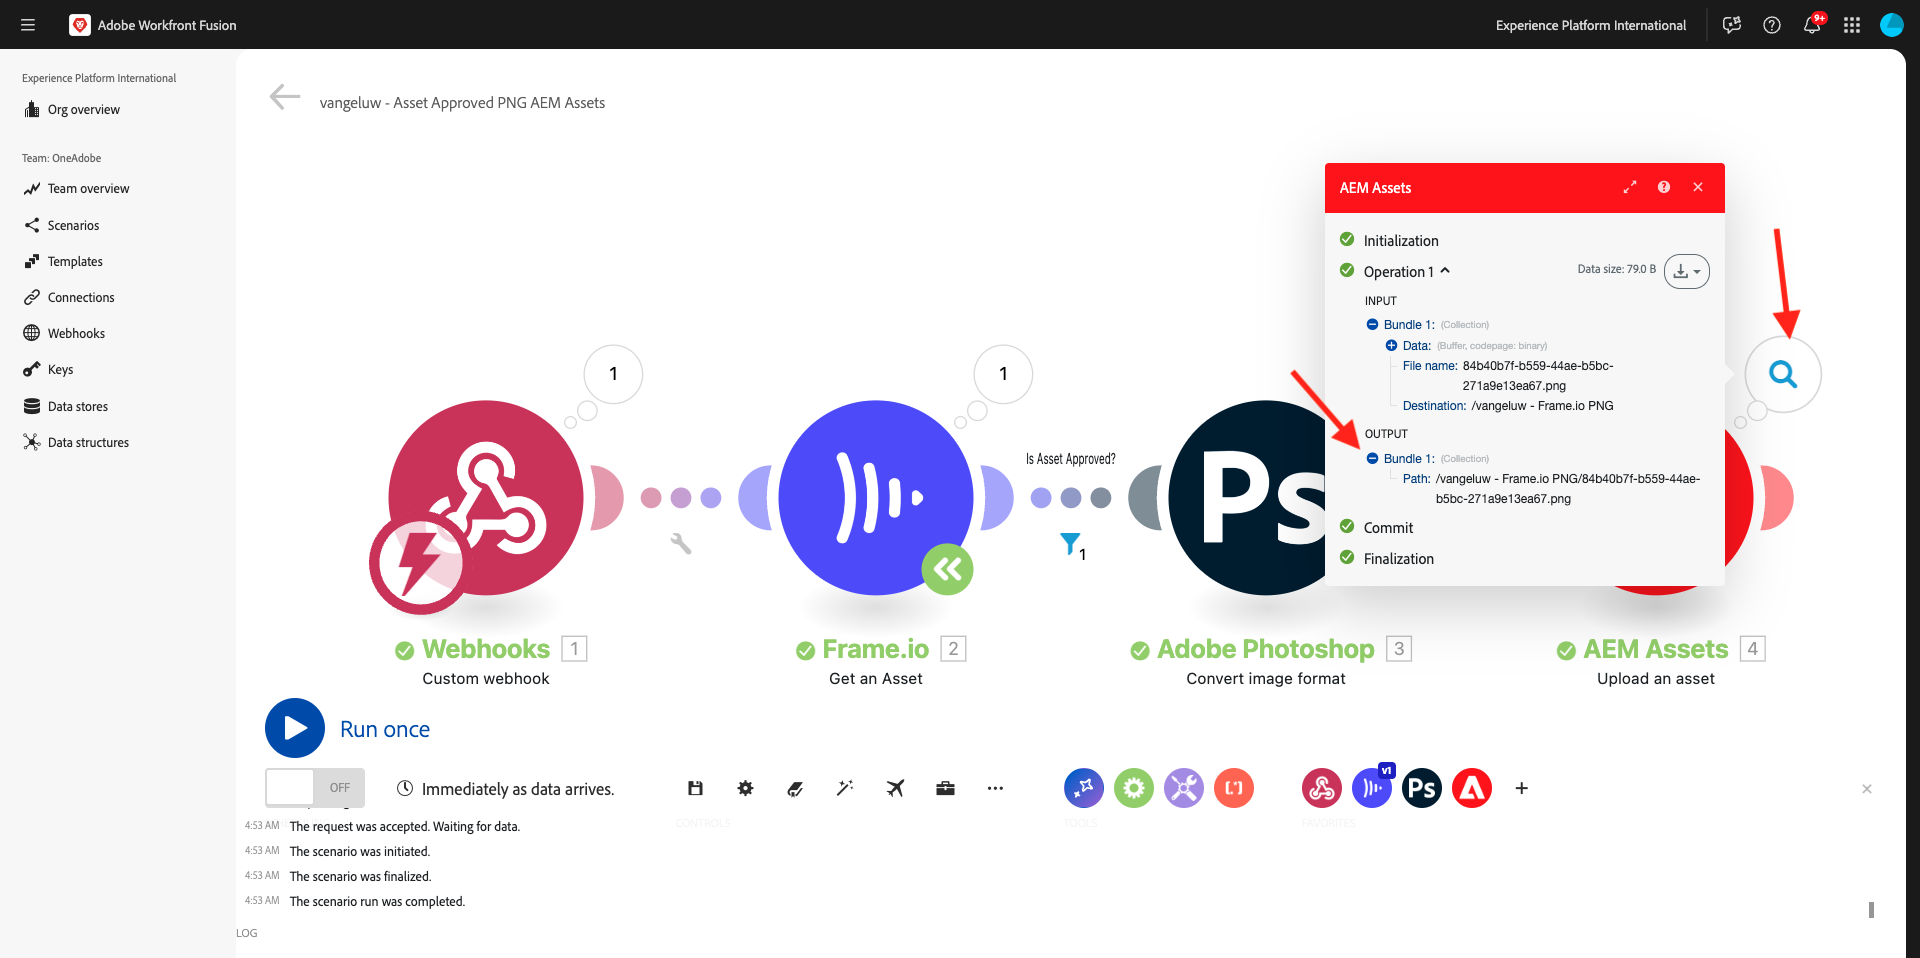 Adobe Workfront Fusion
Experience Platform International
9+
Experience Platform International
Org overview
Team: OneAdobe
Team overview
Scenarios
Templates
Connections
Webhooks
Keys
Data stores
Data structures
vangeluw - Asset Approved PNG AEM Assets
AEM Assets
Initialization
Operation 1
Data size: 79.0 B
INPUT
Bundle 1: (Collection)
Data: (Buffer, codepage: binary)
File name: 84b40b7f-b559-44ae-b5bc-
271a9e13ea67.png
Destination: /vangeluw - Frame.io PNG
OUTPUT
Bundle 1: (Collection)
Path: /vangeluw - Frame.io PNG/84b40b7f-b559-44ae-
b5bc-271a9e13ea67.png
Commit
Finalization
1
1
Is Asset Approved?
1
Ps
Webhooks 1
Custom webhook
Frame.io 2
Get an Asset
Adobe Photoshop 3
Convert image format
AEM Assets 4
Upload an asset
Run once
OFF
Immediately as data arrives.
v1
Ps
CONTROLS
TOOLS
FAVORITES
4:53 AM The request was accepted. Waiting for data.
4:53 AM The scenario was initiated.
4:53 AM The scenario was finalized.
4:53 AM The scenario run was completed.
LOG